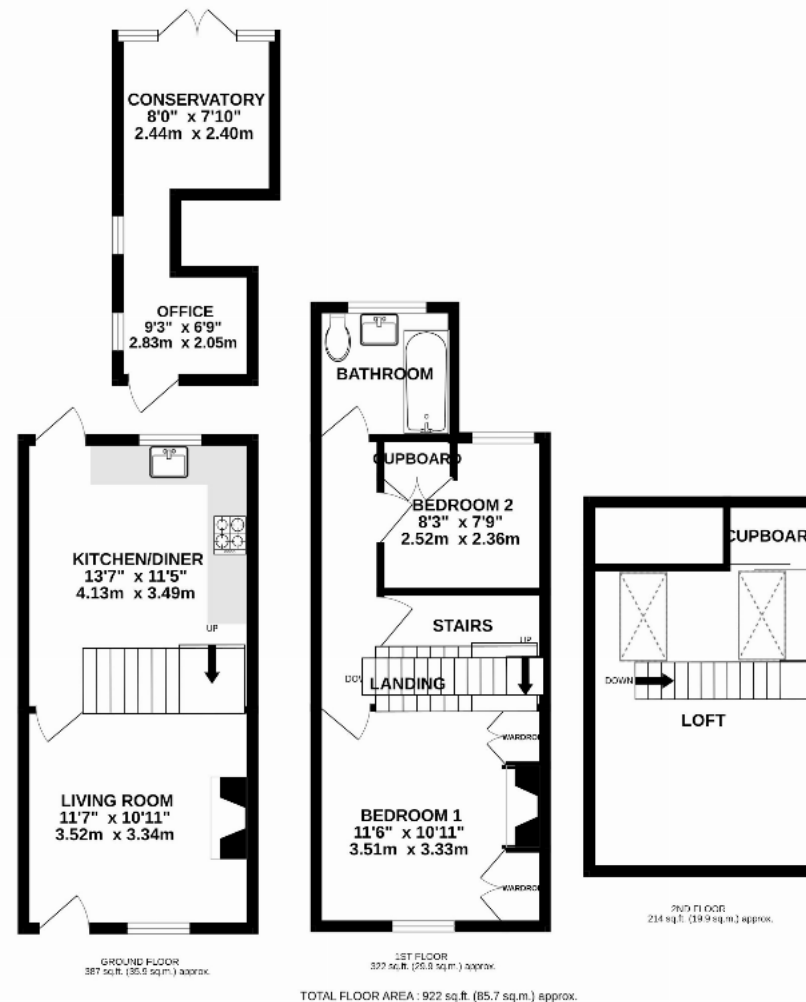 CONSERVATORY
8'0" x 7'10"
2.44m x 2.40m
OFFICE
9'3" x 6'9"
2.83m x 2.05m
KITCHEN/DINER
13'7" x 11'5"
4.13m x 3.49m
UP
LIVING ROOM
11'7" x 10'11"
3.52m x 3.34m
GROUND FLOOR
387 sq.ft. (35.9 sq.m.) approx.
BATHROOM
CUPBOARD
BEDROOM 2
8'3" x 7'9"
2.52m x 2.36m
STAIRS
UP
DOW
LANDING
WARDROB
BEDROOM 1
11'6" x 10'11"
3.51m x 3.33m
WARDROB
1ST FLOOR
322 sq.ft. (29.9 sq.m.) approx.
CUPBOAR
DOWN
LOFT
2ND FLOOR
214 sq.ft. (19.9 sq.m.) approx.
TOTAL FLOOR AREA : 922 sq.ft. (85.7 sq.m.) approx.